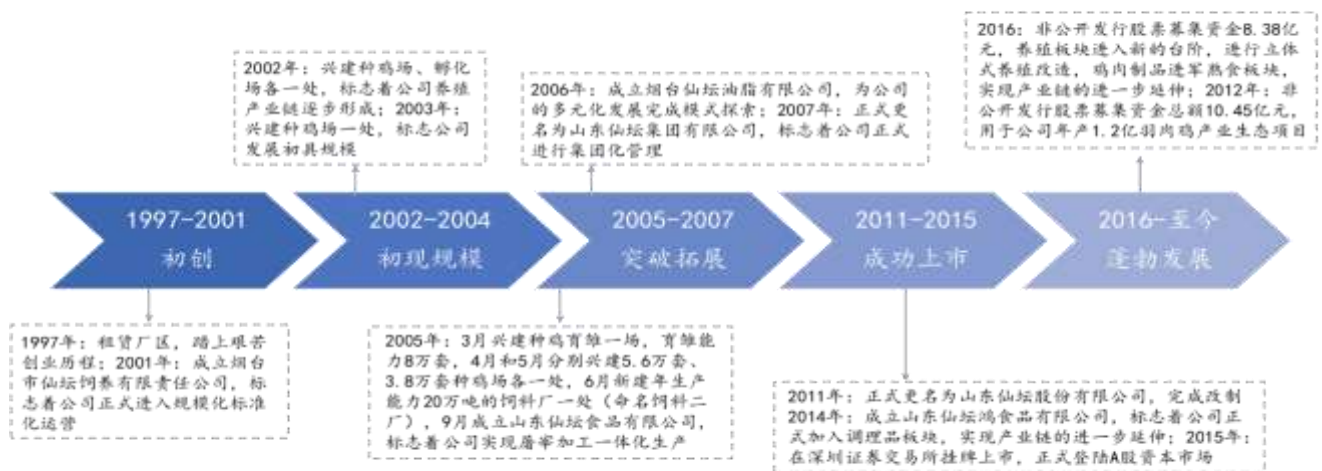 2016：非公开发行股票募集资金8.38亿
元，养殖板块进入新的台阶，进行立体
式养殖改造，鸡肉制品进军熟食板块，
实现产业链的进一步延伸；2012年：非
公开发行股票募集资金总额10.45亿元，
用于公司年产1.2亿羽肉鸡产业生态项目
2002年：兴建种鸡场、孵化
场各一处，标志着公司养殖
产业链逐步形成；2003年：
兴建种鸡场一处，标志公司
发展初具规模
2006年：成立烟台仙坛油脂有限公司，为公司
的多元化发展完成模式探索；2007年：正式更
名为山东仙坛集团有限公司，标志着公司正式
进行集团化管理
1997-2001
初创
2002-2004
初现规模
2005-2007
突破拓展
2011-2015
成功上市
2016-至今
蓬勃发展
1997年：租赁厂区，踏上艰苦
创业历程；2001年：成立烟台
市仙坛饲养有限责任公司，标
志着公司正式进入规模化标准
化运营
2005年：3月兴建种鸡育雏一场，育雏能
力8万套，4月和5月分别兴建5.6万套、
3.8万套种鸡场各一处，6月新建年生产
能力20万吨的饲料厂一处（命名饲料二
厂），9月成立山东仙坛食品有限公司，
标志着公司实现屠宰加工一体化生产
2011年：正式更名为山东仙坛股份有限公司，完成改制
2014年：成立山东仙坛鸿食品有限公司，标志着公司正
式加入调理品板块，实现产业链的进一步延伸；2015年：
在深圳证券交易所挂牌上市，正式登陆A股资本市场